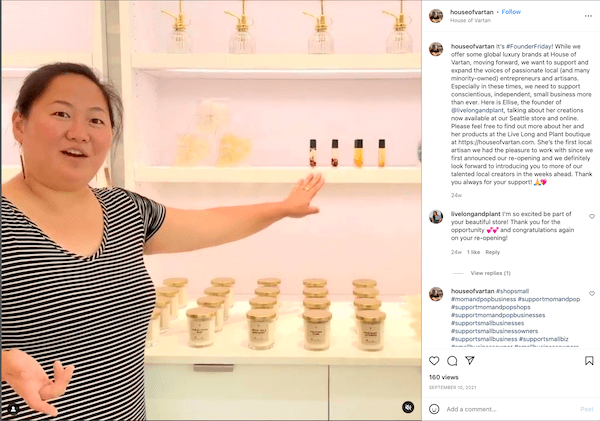 houseofvartan • Follow
House of Vartan
houseofvartan It's #FounderFriday! While we
offer some global luxury brands at House of
Vartan, moving forward, we want to support and
expand the voices of passionate local (and many
minority-owned) entrepreneurs and artisans.
Especially in these times, we need to support
conscientious, independent, small business more
than ever. Here is Ellise, the founder of
@livelongandplant, talking about her creations
now available at our Seattle store and online.
Please feel free to find out more about her and
her products at the Live Long and Plant boutique
at https://houseofvartan.com. She's the first local
artisan we had the pleasure to work with since we
first announced our re-opening and we definitely
look forward to introducing you to more of our
talented local creators in the weeks ahead. Thank
you always for your support! 🙏💖
24w
livelongandplant I'm so excited be part of
your beautiful store! Thank you for the
opportunity 💕💕 and congratulations again
on your re-opening!
24w 1 like Reply
View replies (1)
houseofvartan #shopsmall
#momandpopbusiness #supportmomandpop
#supportmomandpopshops
#supportmomandpopbusinesses
#supportsmallbusinesses
#supportsmallbusinessowners
#supportsmallbusiness #supportsmallbiz
160 views
SEPTEMBER 10, 2021
Add a comment...
Post